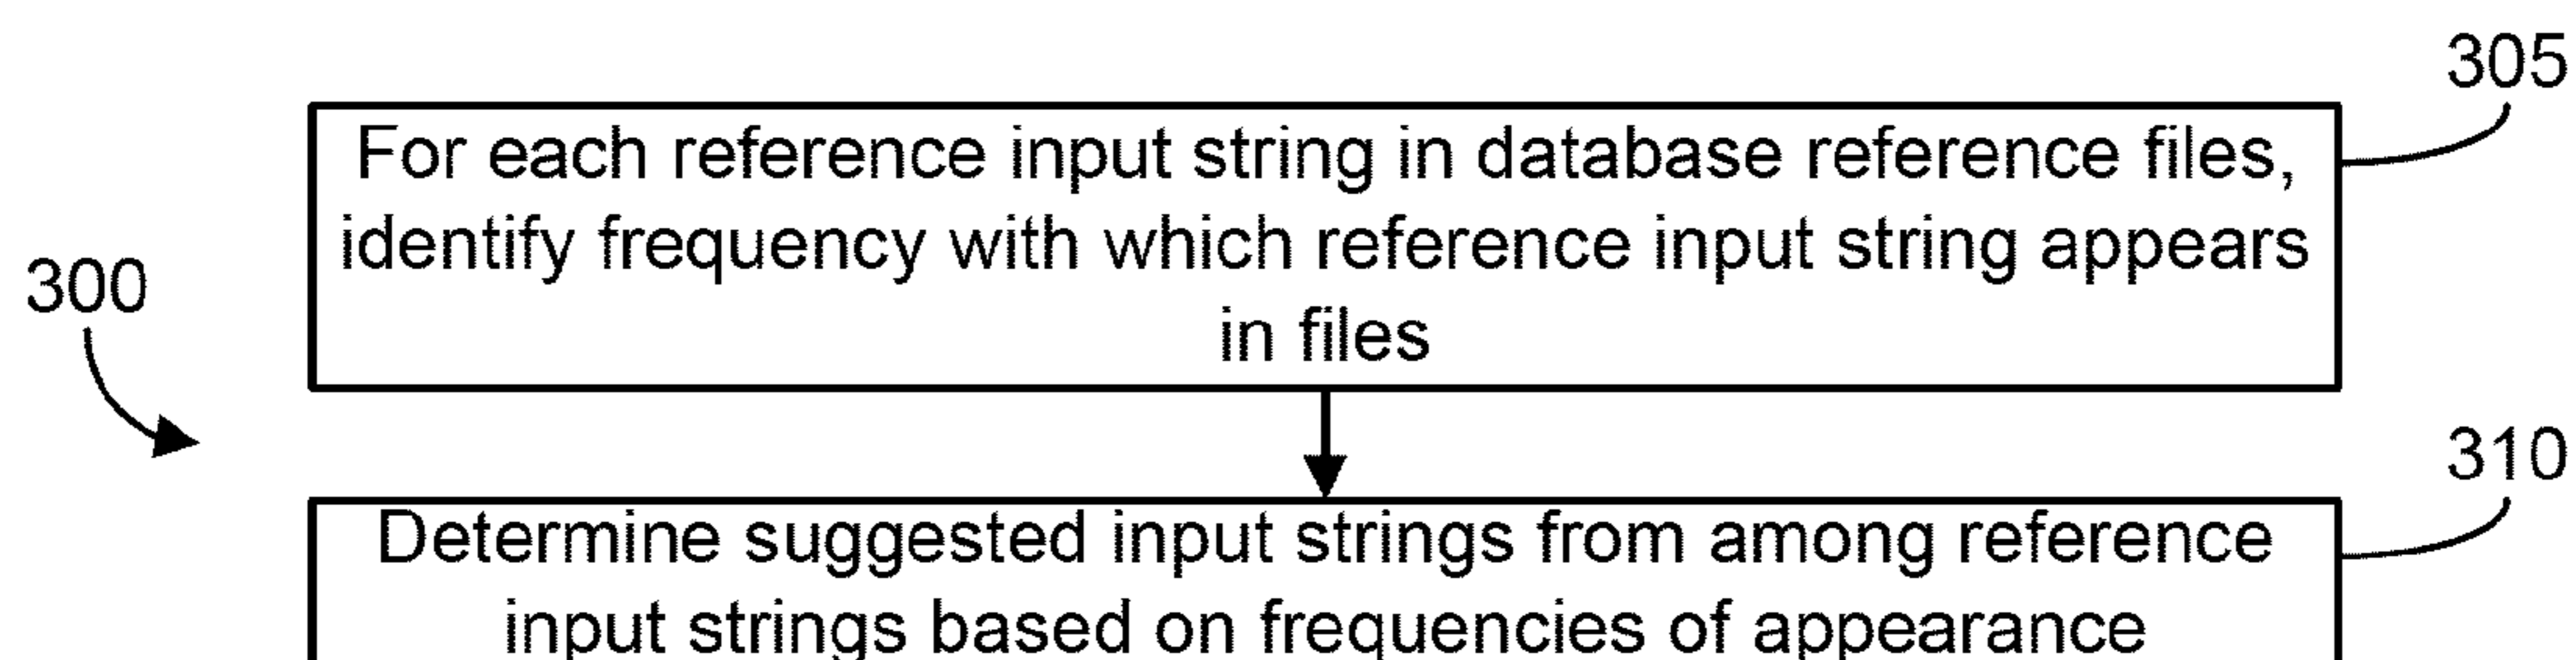 305
For each reference input string in database reference files,
identify frequency with which reference input string appears
in files
300
310
Determine suggested input strings from among reference
input strings based on frequencies of appearance